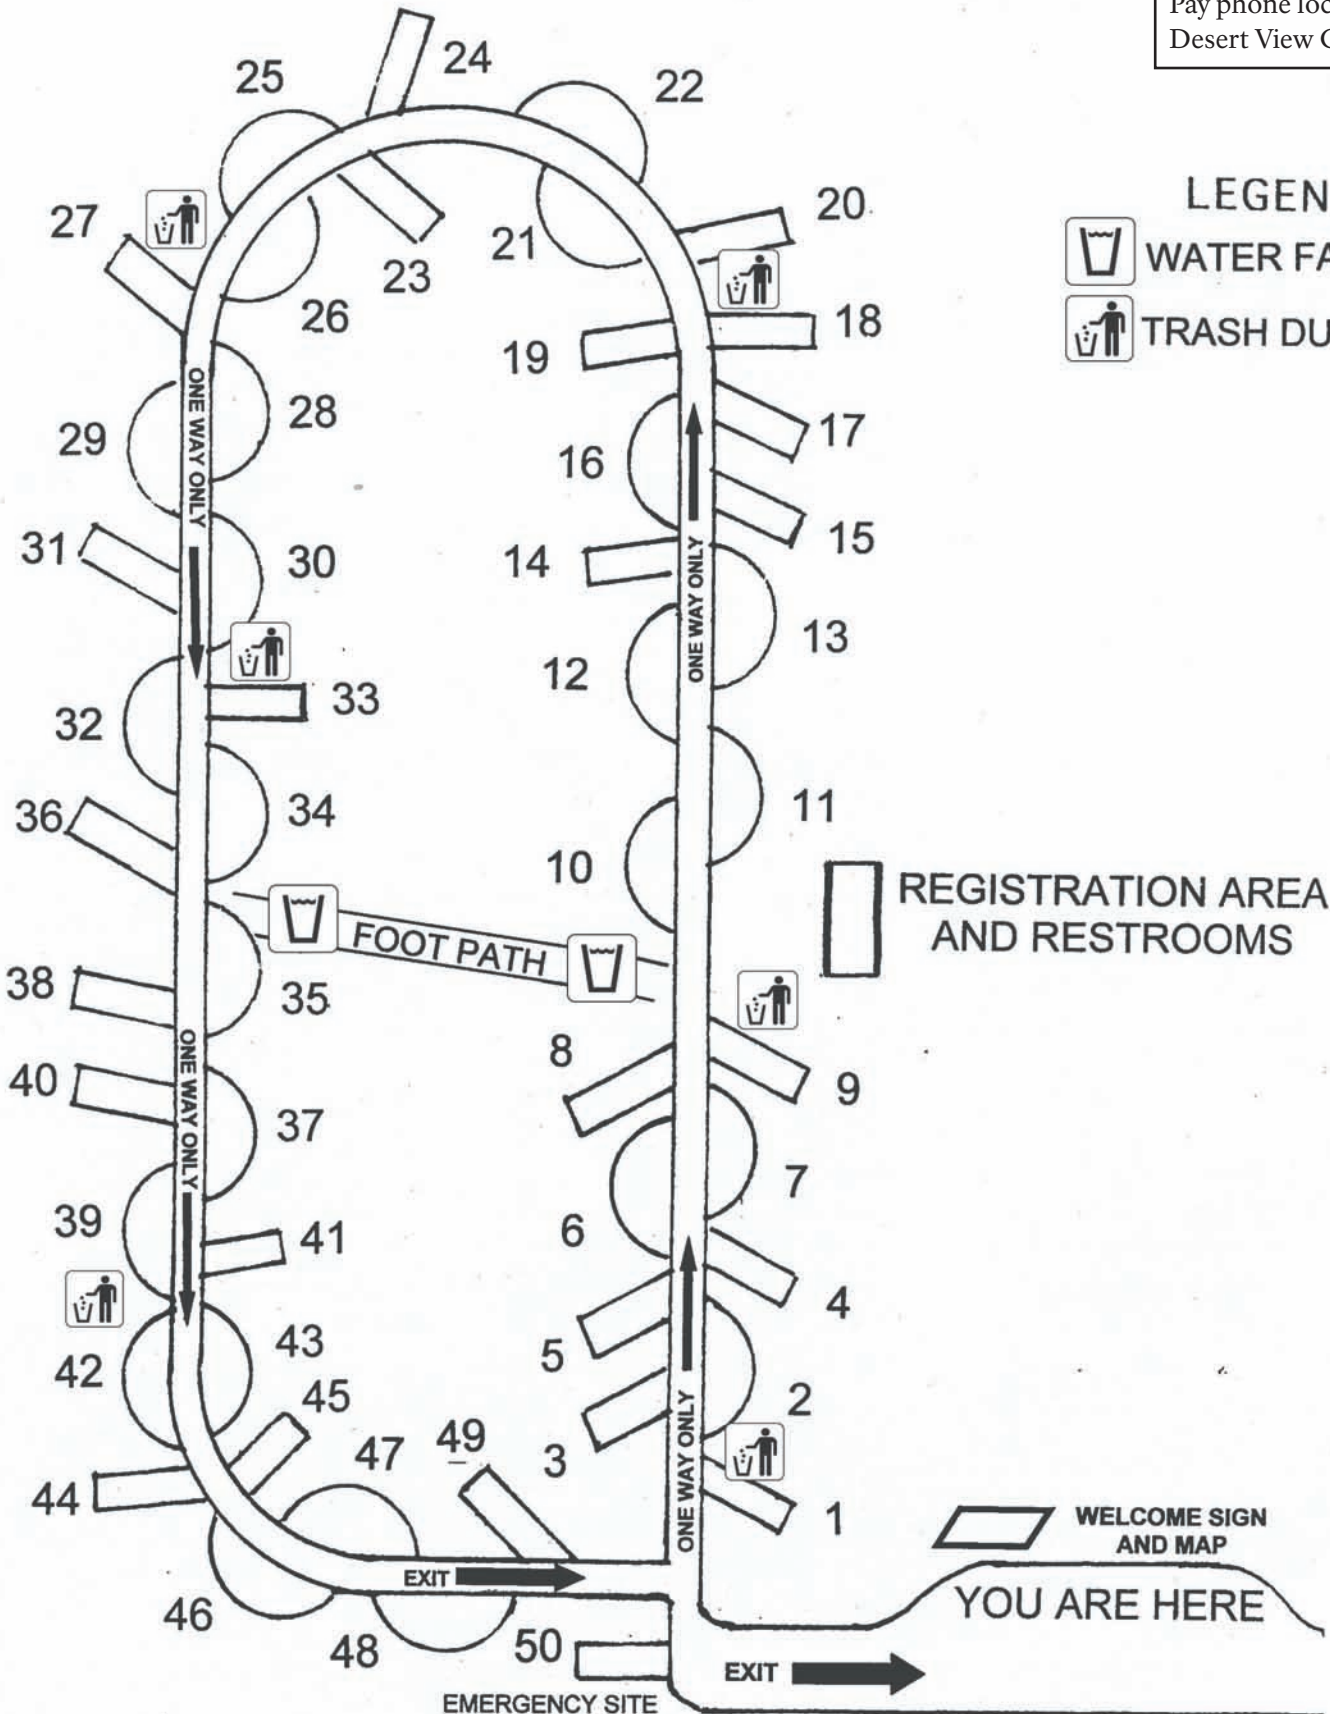 Pay phone loc
Desert View C
24
25
22
LEGEN
27
20
21
WATER FA
23
26
18
TRASH DU
19
28
17
29
16
ONE WAY ONLY
15
31
30
14
ONE WAY ONLY
13
12
33
32
34
11
36
10
REGISTRATION AREA
AND RESTROOMS
FOOT PATH
38
35
8
40
9
ONE WAY ONLY
37
7
39
6
41
4
43
5
42
45
2
47
49
3
44
ONE WAY ONLY
1
WELCOME SIGN
AND MAP
EXIT
YOU ARE HERE
46
48
50
EXIT
EMERGENCY SITE